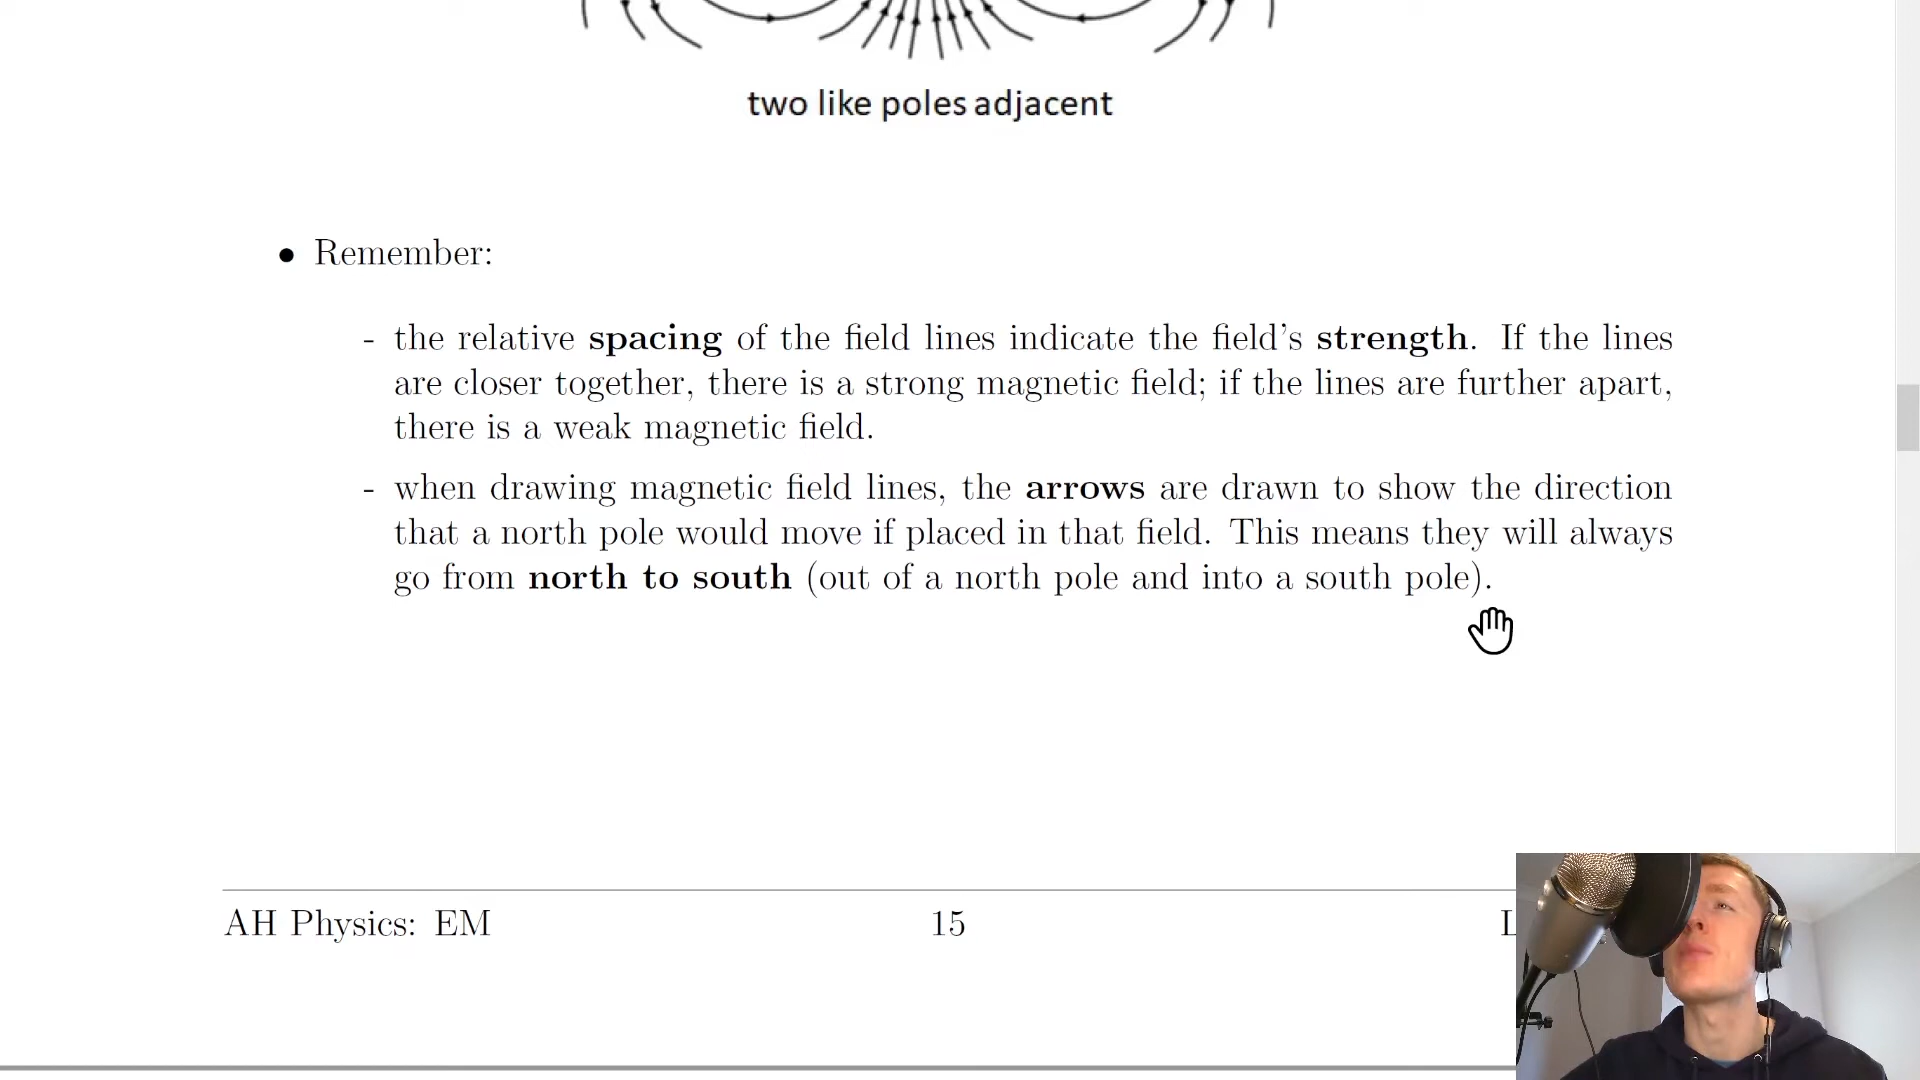 two like poles adjacent
• Remember:
- the relative spacing of the field lines indicate the field's strength. If the lines
are closer together, there is a strong magnetic field; if the lines are further apart,
there is a weak magnetic field.
- when drawing magnetic field lines, the arrows are drawn to show the direction
that a north pole would move if placed in that field. This means they will always
go from north to south (out of a north pole and into a south pole).
AH Physics: EM
15